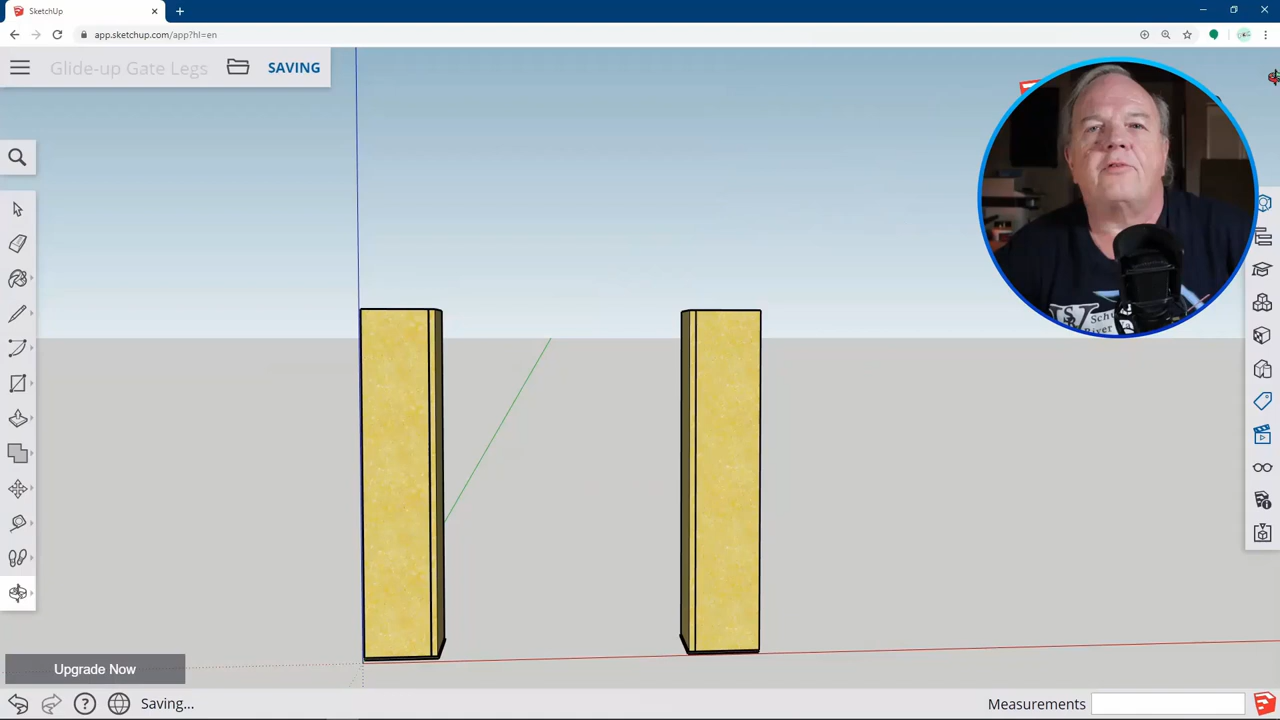 SketchUp
app.sketchup.com/app?hl=en
Glide-up Gate Legs
SAVING
Upgrade Now
Saving...
Measurements